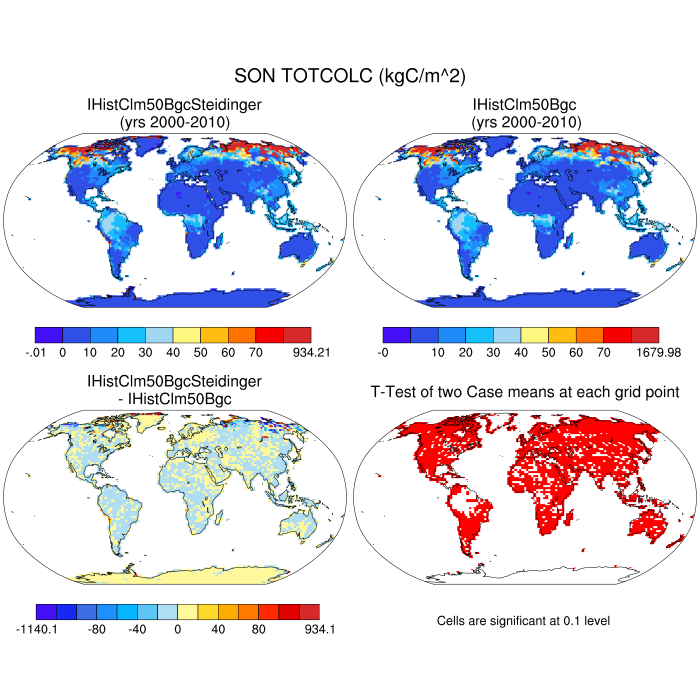 SON TOTCOLC (kgC/m^2)
IHistClm50BgcSteidinger
(yrs 2000-2010)
IHistClm50Bgc
(yrs 2000-2010)
-.01 0 10 20 30 40 50 60 70 934.21
-0 10 20 30 40 50 60 70 1679.98
IHistClm50BgcSteidinger
- IHistClm50Bgc
T-Test of two Case means at each grid point
-1140.1 -80 -40 0 40 80 934.1
Cells are significant at 0.1 level